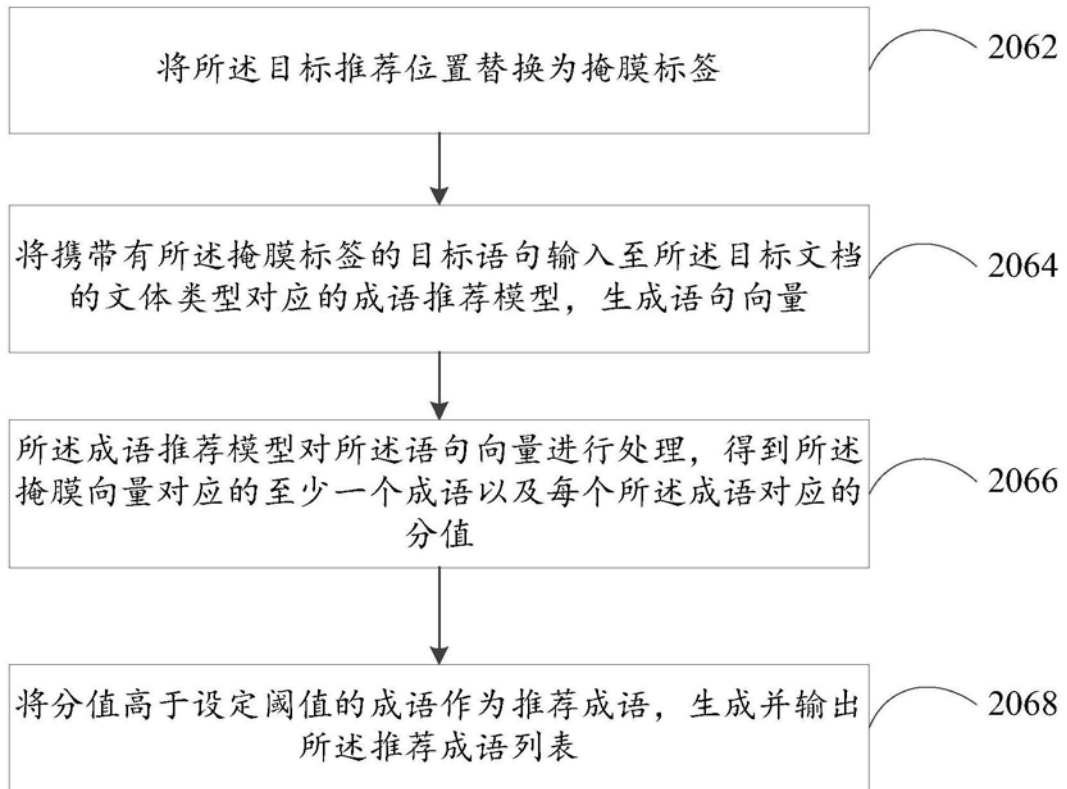 将所述目标推荐位置替换为掩膜标签
2062
将携带有所述掩膜标签的目标语句输入至所述目标文档
的文体类型对应的成语推荐模型，生成语句向量
2064
所述成语推荐模型对所述语句向量进行处理，得到所述
掩膜向量对应的至少一个成语以及每个所述成语对应的
分值
2066
将分值高于设定阈值的成语作为推荐成语，生成并输出
所述推荐成语列表
2068